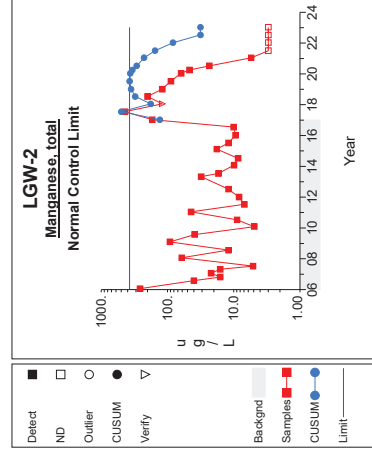 LGW-2
Manganese, total
Normal Control Limit
1000.
100.
10.0
1.00
u
g
/
L
06
08
10
12
14
16
18
20
22
24
Year
Detect
ND
Outlier
CUSUM
Verify
Backgnd
Samples
CUSUM
Limit